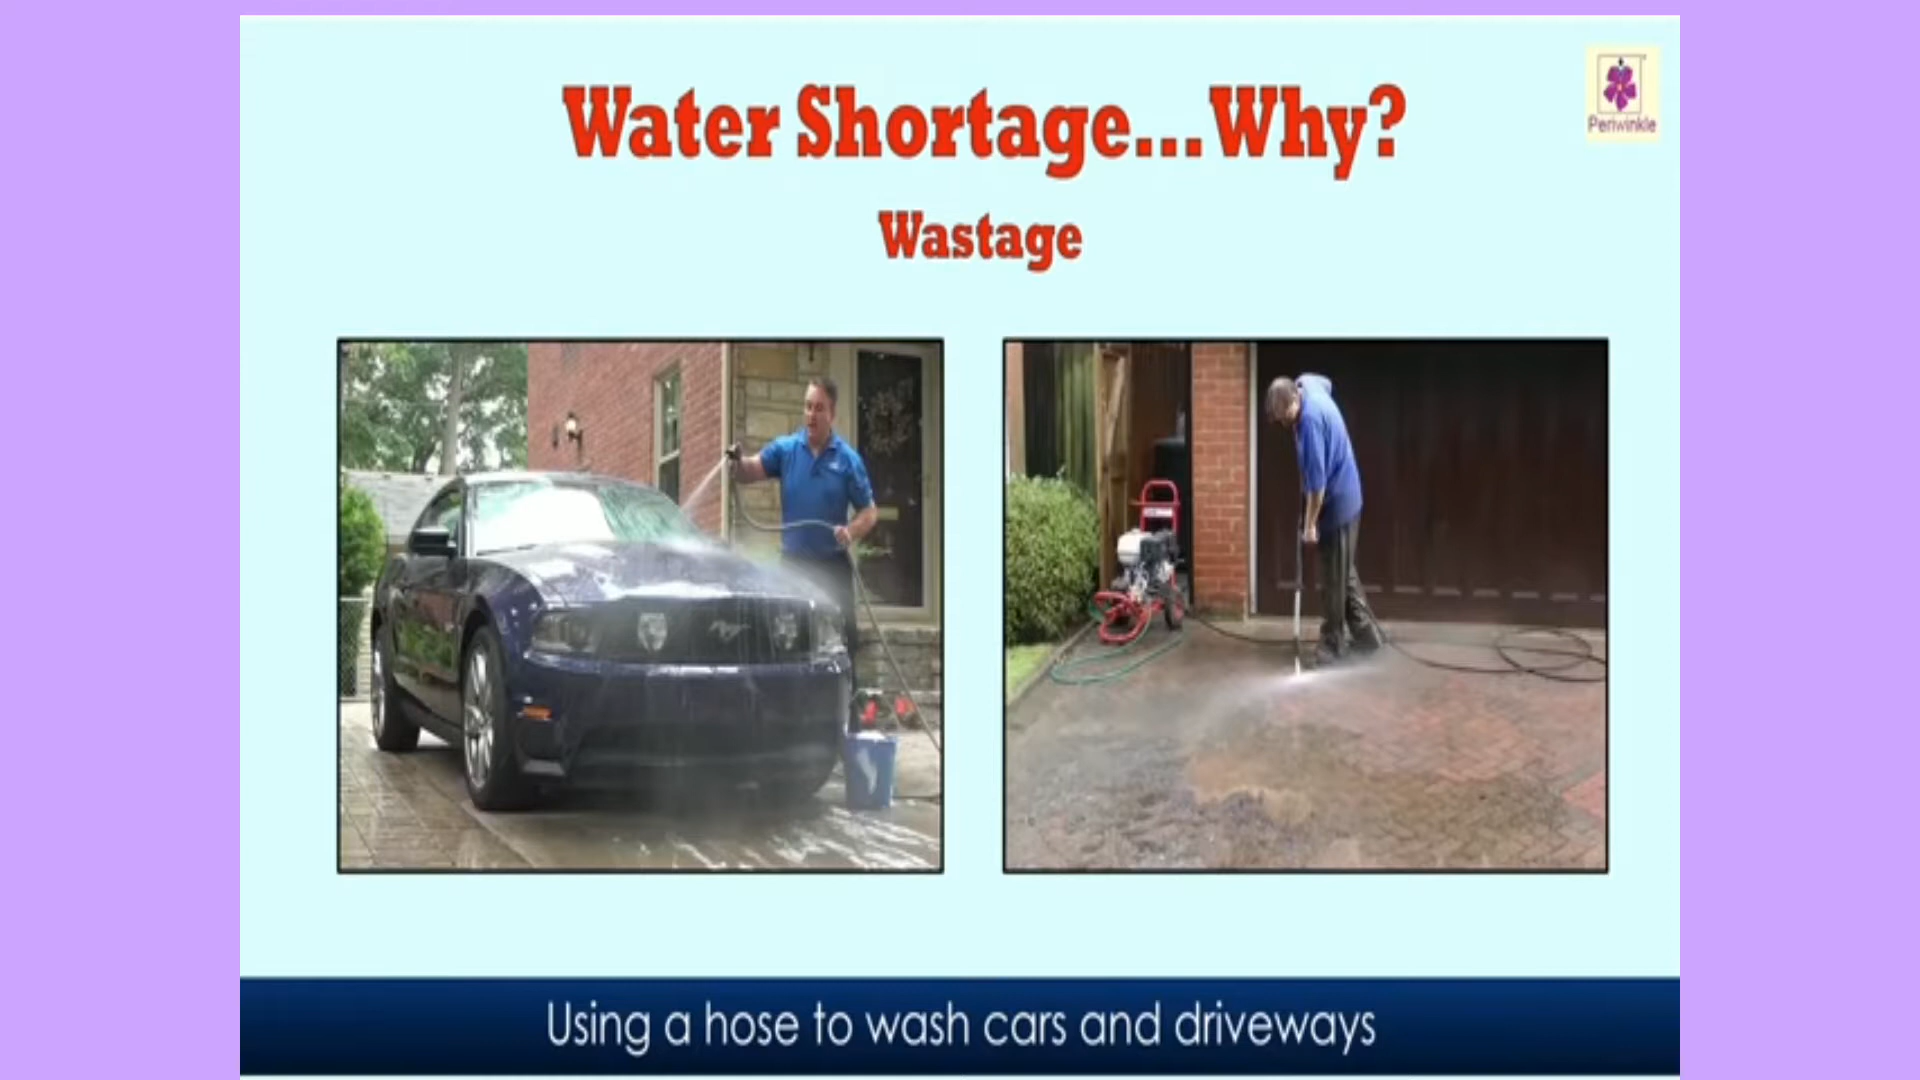 Water Shortage...Why?
Periwinkle
Wastage
Using a hose to wash cars and driveways